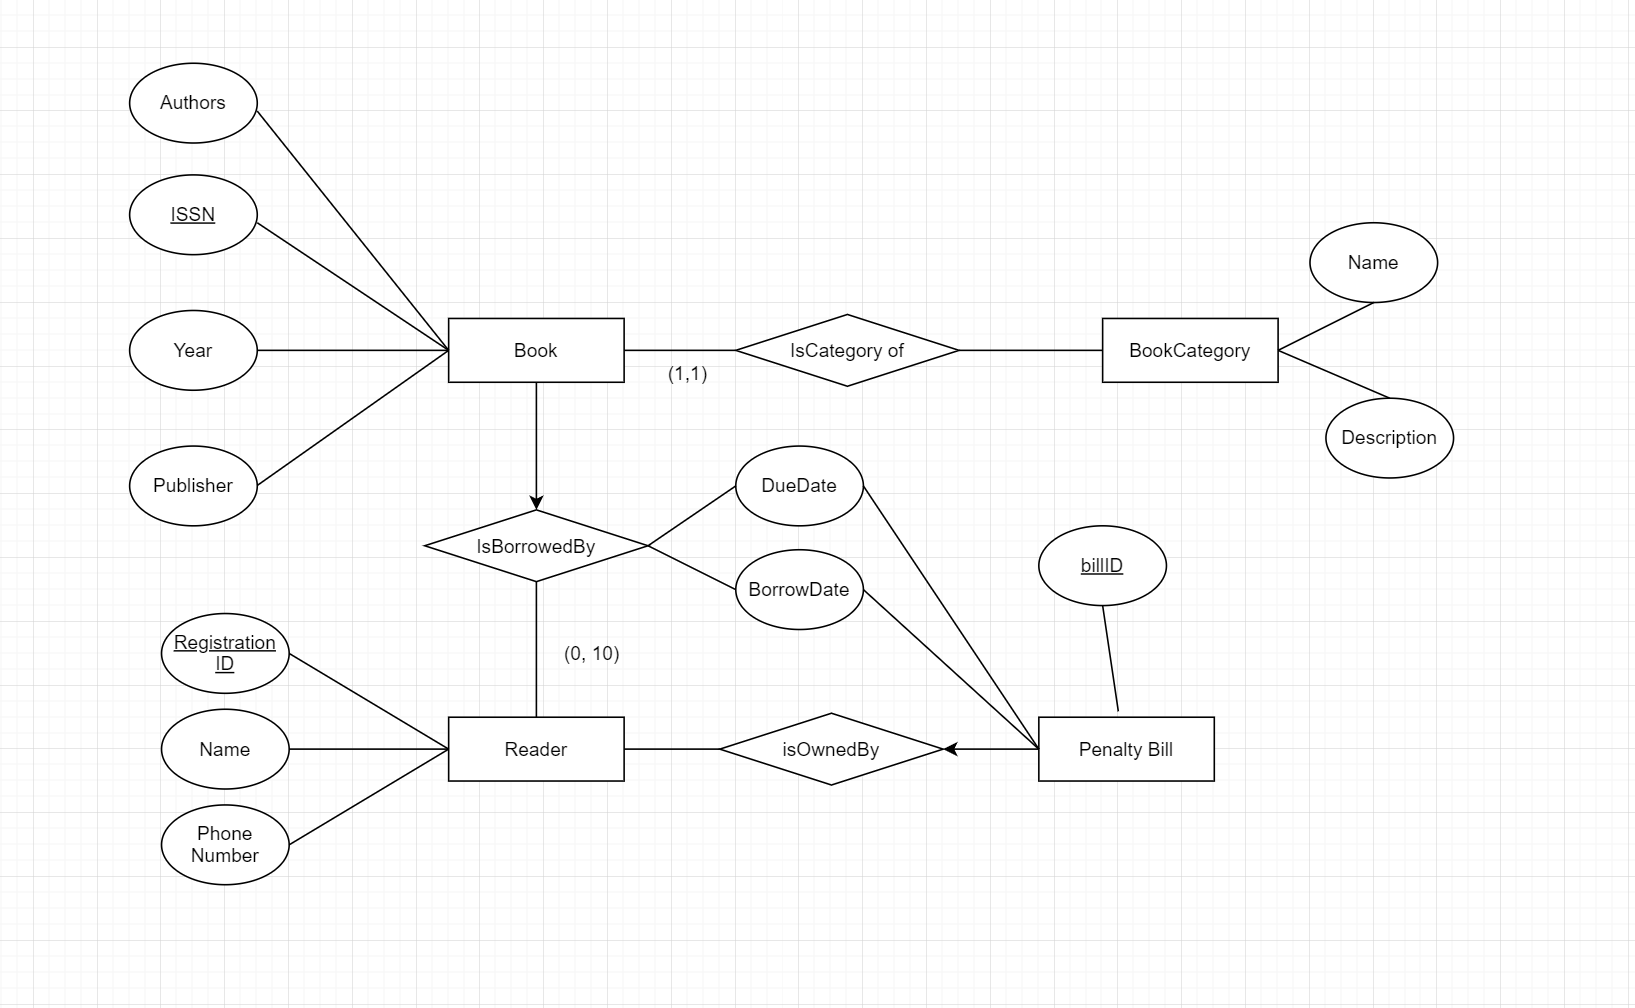 Authors
ISSN
Year
Publisher
Book
(1,1)
IsCategory of
BookCategory
Name
Description
IsBorrowedBy
DueDate
BorrowDate
(0, 10)
billID
Registration
ID
Name
Phone
Number
Reader
isOwnedBy
Penalty Bill